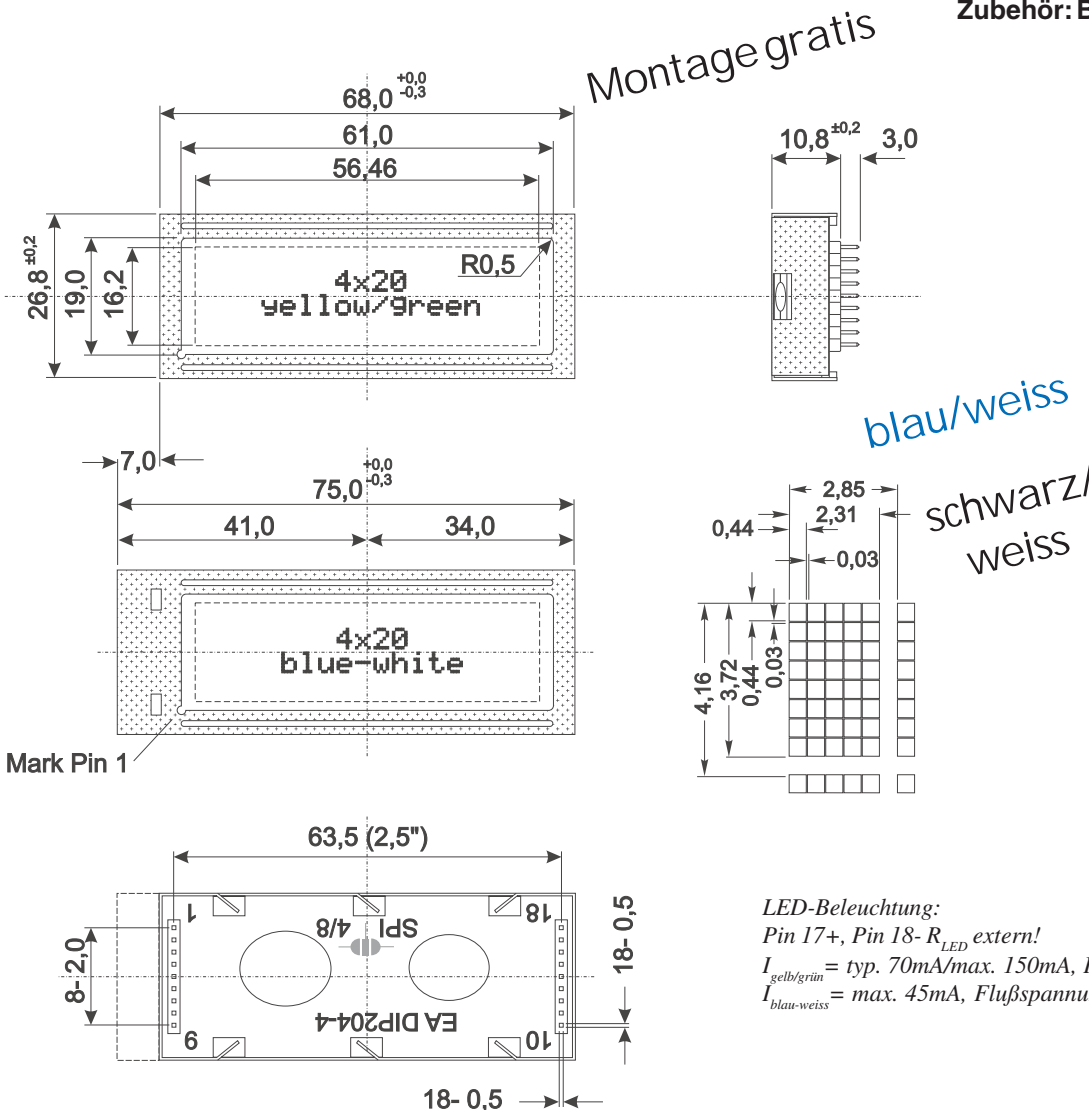 Zubehör:
Montage gratis
68,0 +0,0 -0,3
61,0
56,46
10,8 ±0,2 3,0
26,8 ±0,2
19,0
16,2
R0,5
4x20
yellow/green
blau/weiss
schwarz/
weiss
7,0
75,0 +0,0 -0,3
41,0 34,0
4x20
blue-white
Mark Pin 1
2,85
2,31
0,44
0,03
4,16
3,72
0,44
0,03
63,5 (2,5")
1 18
4/8 SPI
8- 2,0
18- 0,5
EA DIP204-4
9 10
18- 0,5
LED-Beleuchtung:
Pin 17+, Pin 18- R LED extern!
I gelb/grün = typ. 70mA/max. 150mA,
I blau-weiss = max. 45mA,